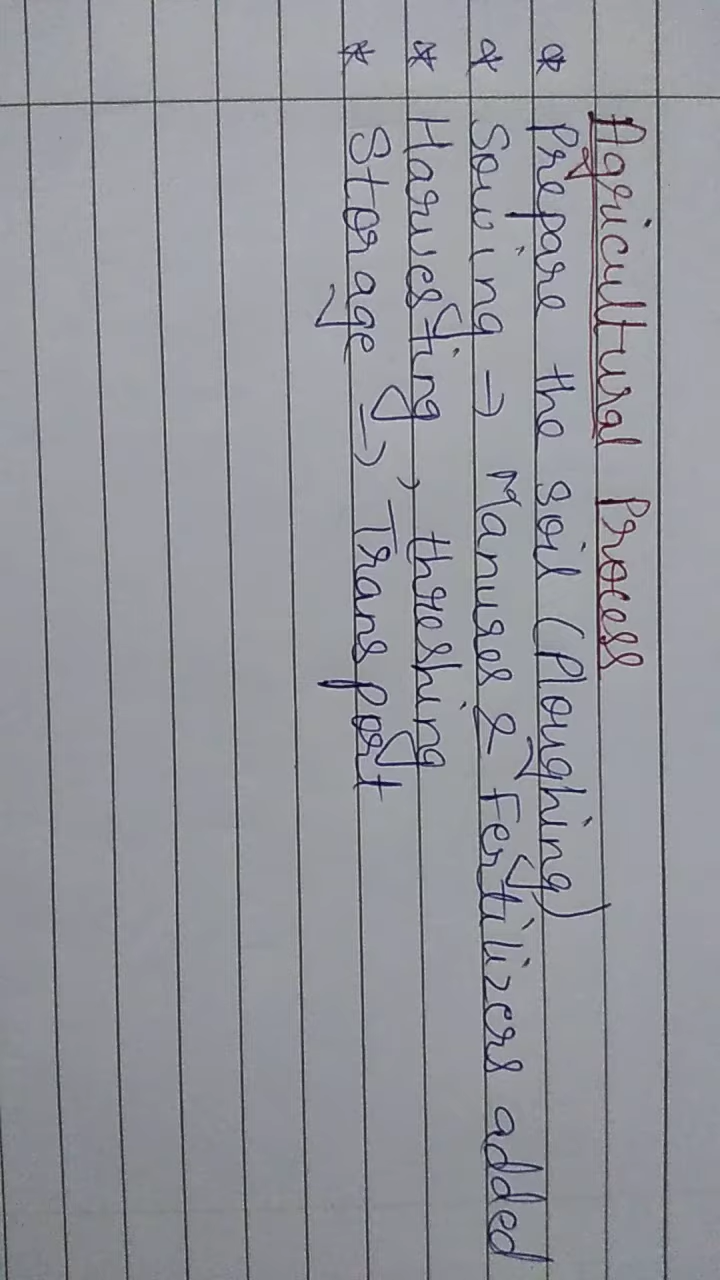 Agricultural Process
* Prepare the soil (Ploughing)
* Sowing → Manures & Fertilizers added
* Harvesting, threshing
* Storage → Transport